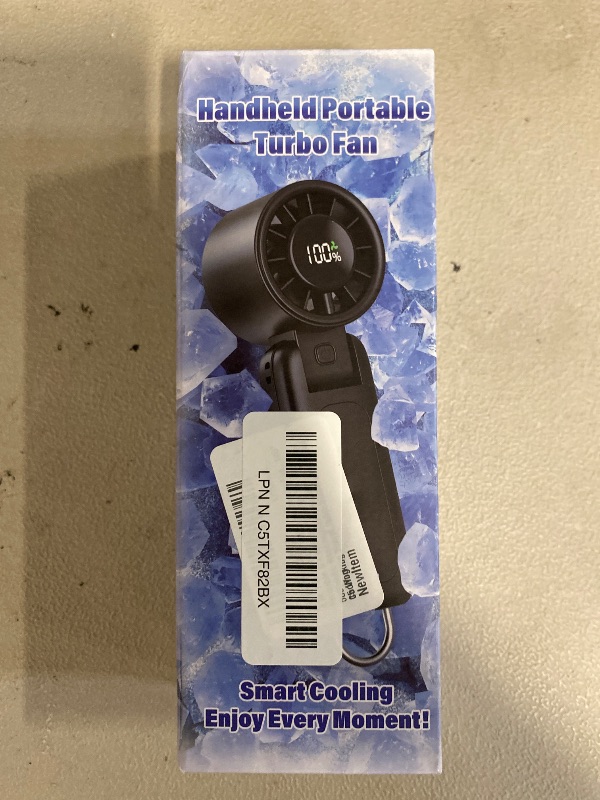 Handheld Portable
Turbo Fan
100%
LPN N C5TXF82BX
NewItem
Smart Cooling
Enjoy Every Moment!